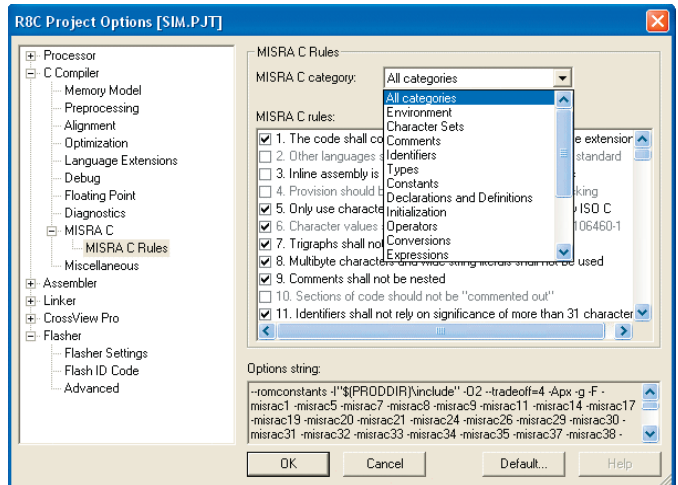 R8C Project Options [SIM.PJT]
Processor
C Compiler
Memory Model
Preprocessing
Alignment
Optimization
Language Extensions
Debug
Floating Point
Diagnostics
MISRA C
MISRA C Rules
Miscellaneous
Assembler
Linker
CrossView Pro
Flasher
Flasher Settings
Flash ID Code
Advanced
MISRA C Rules
MISRA C category:
All categories
All categories
Environment
Character Sets
Comments
Identifiers
Types
Constants
Declarations and Definitions
Initialization
Operators
Conversions
Expressions
MISRA C rules:
1. The code shall co e extension
2. Other languages s standard
3. Inline assembly is
4. Provision should b king
5. Only use characte ISO C
6. Character values 106460-1
7. Trigraphs shall not
8. Multibyte characters and wide string literals shall not be used
9. Comments shall not be nested
10. Sections of code should not be "commented out"
11. Identifiers shall not rely on significance of more than 31 character
Options string:
--romconstants -I"$(PRODDIR)\include" -O2 --tradeoff=4 -Apx -g -F -
misrac1 -misrac5 -misrac7 -misrac8 -misrac9 -misrac11 -misrac14 -misrac17
-misrac19 -misrac20 -misrac21 -misrac24 -misrac26 -misrac29 -misrac30 -
misrac31 -misrac32 -misrac33 -misrac34 -misrac35 -misrac37 -misrac38 -
OK
Cancel
Default...
Help